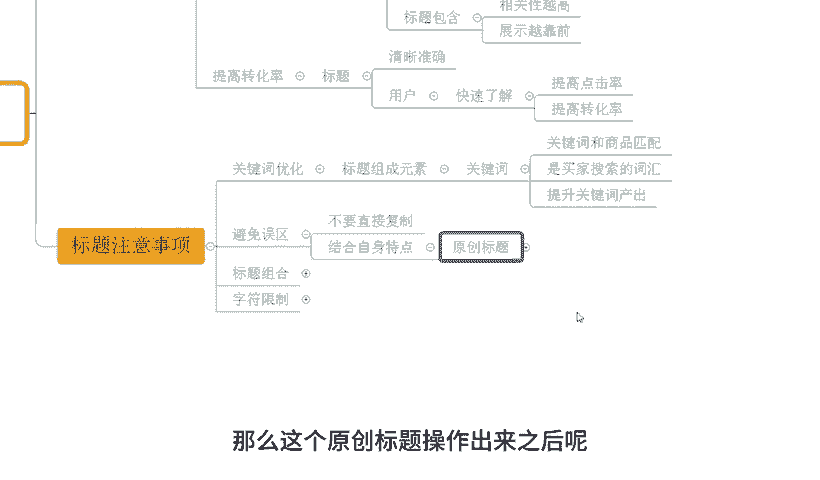 相关性越高
标题包含
展示越靠前
清晰准确
提高转化率
标题
用户
快速了解
提高点击率
提高转化率
关键词和商品匹配
关键词优化
标题组成元素
关键词
是买家搜索的词汇
提升关键词产出
标题注意事项
避免误区
不要直接复制
结合自身特点
原创标题
标题组合
字符限制
那么这个原创标题操作出来之后呢